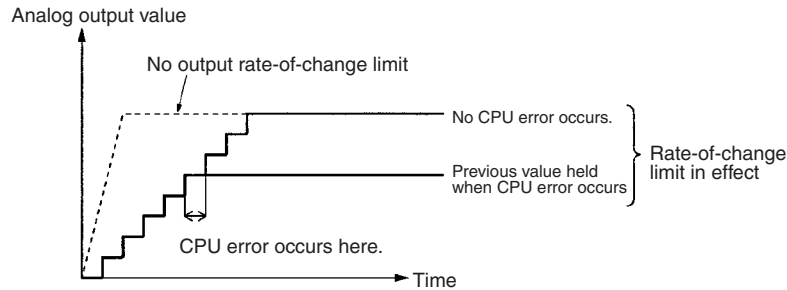 Analog output value
No output rate-of-change limit
No CPU error occurs.
Previous value held
when CPU error occurs
Rate-of-change
limit in effect
CPU error occurs here.
Time